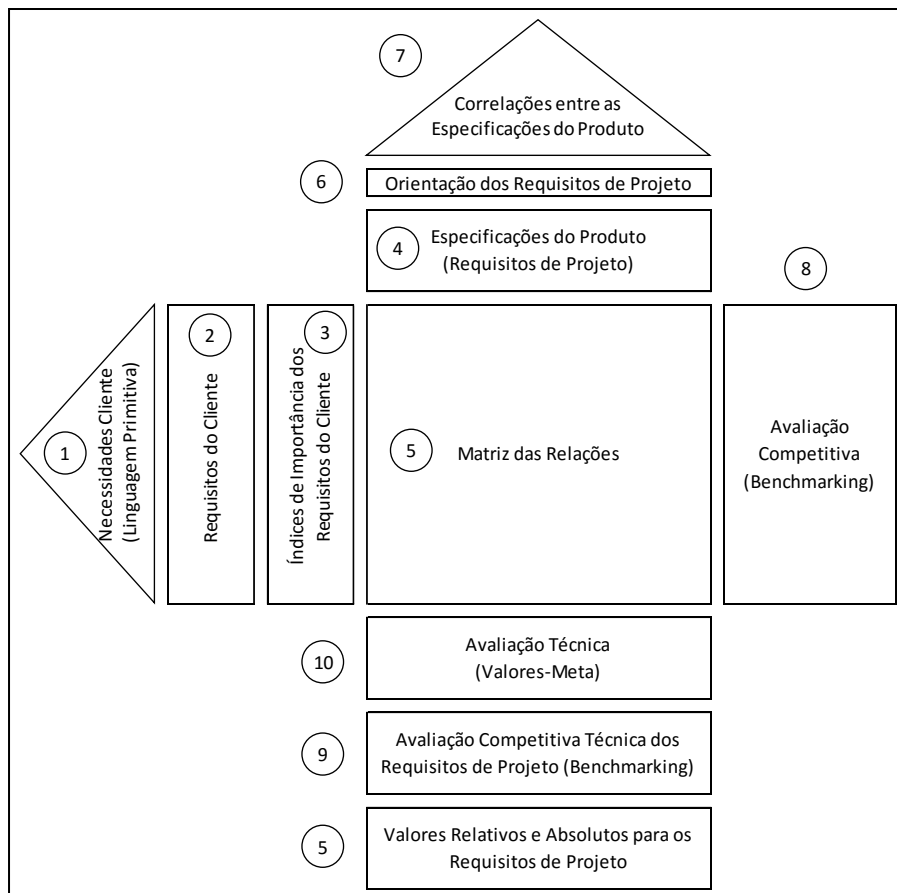 7
Correlações entre as
Especificações do Produto
6
Orientação dos Requisitos de Projeto
4
Especificações do Produto
(Requisitos de Projeto)
8
1
Necessidades Cliente
(Linguagem Primitiva)
2
Requisitos do Cliente
3
Índices de Importância dos
Requisitos do Cliente
5
Matriz das Relações
Avaliação
Competitiva
(Benchmarking)
10
Avaliação Técnica
(Valores-Meta)
9
Avaliação Competitiva Técnica dos
Requisitos de Projeto (Benchmarking)
5
Valores Relativos e Absolutos para os
Requisitos de Projeto